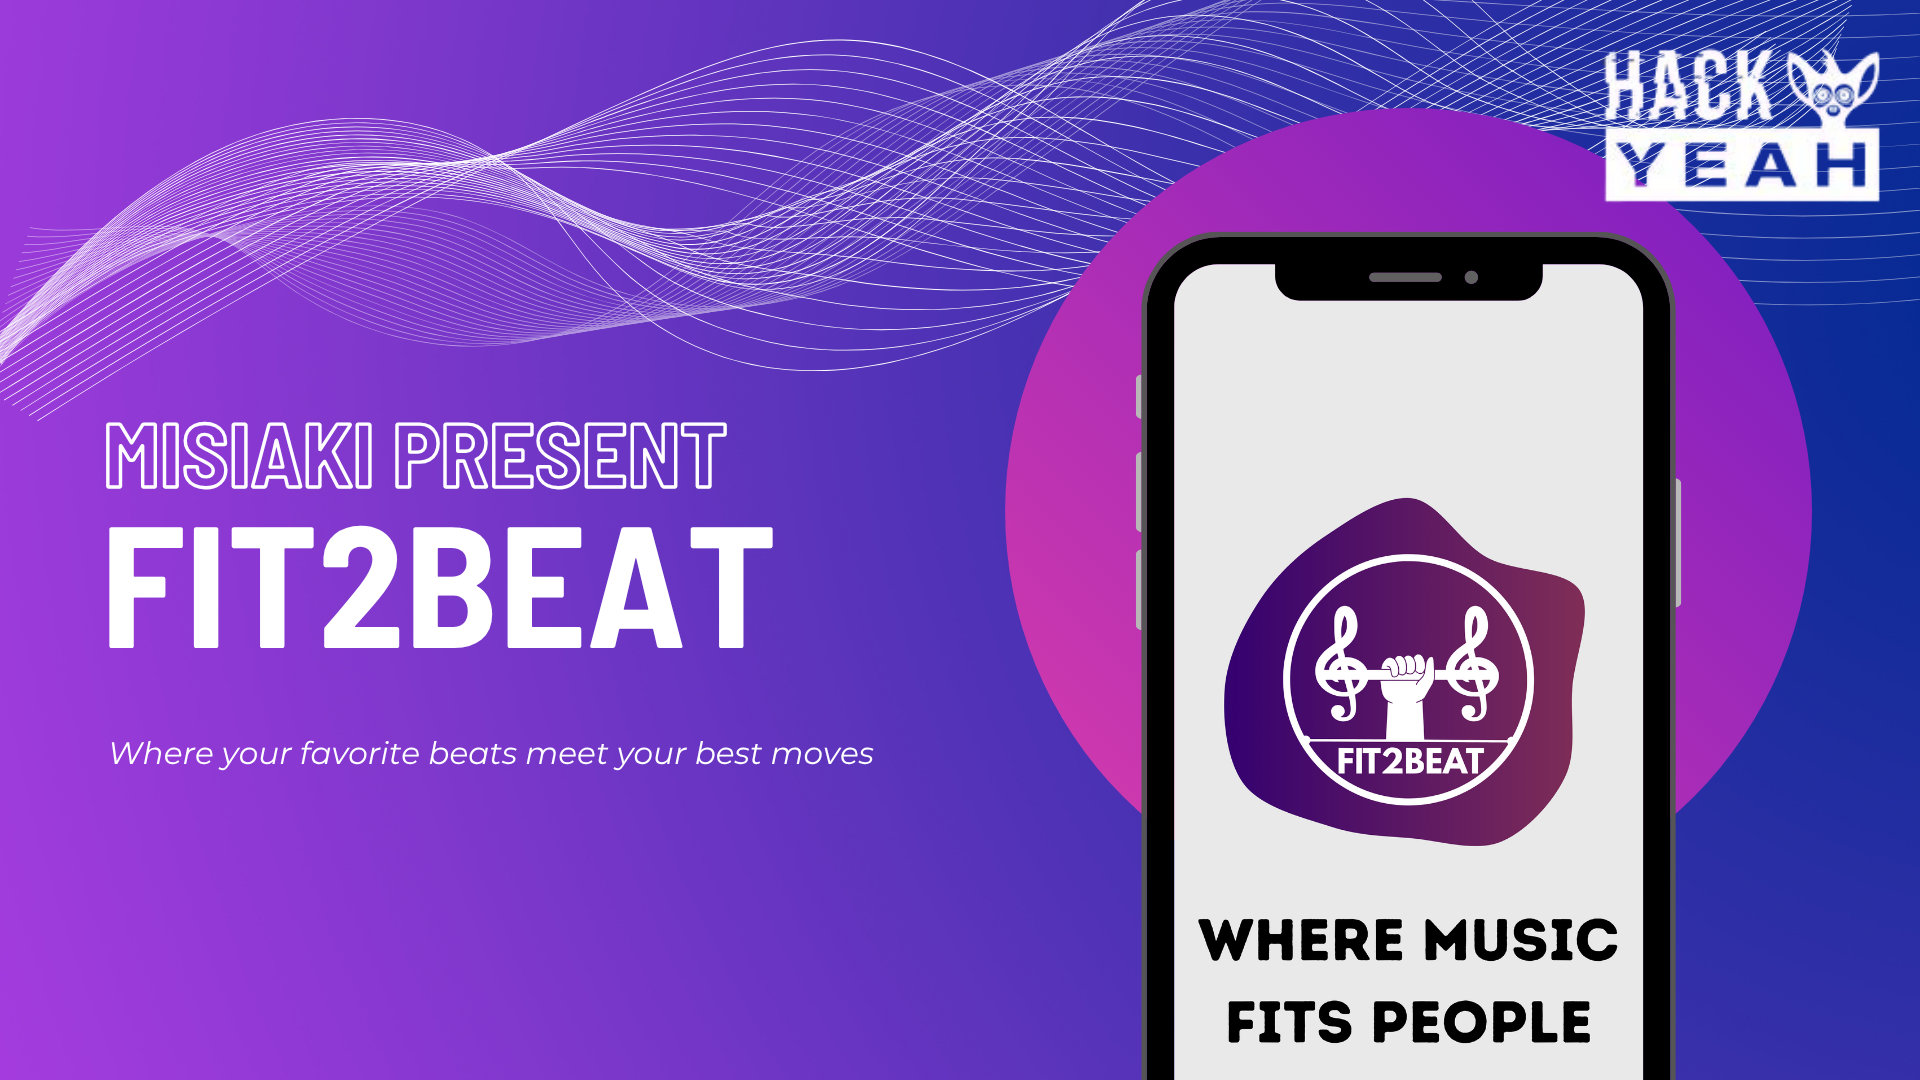 HACK
YEAH
MISIAKI PRESENT
FIT2BEAT
Where your favorite beats meet your best moves
FIT2BEAT
WHERE MUSIC
FITS PEOPLE